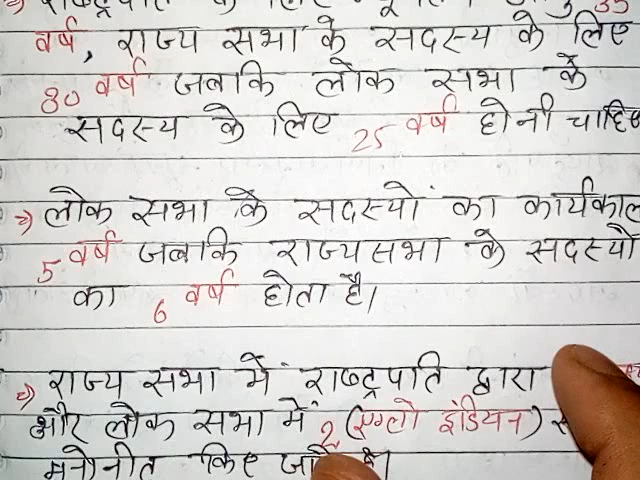 वर्ष, राज्य सभा के सदस्य के लिए
30 वर्ष जबकि लोक सभा के
सदस्य के लिए 25 वर्ष होनी चाहिए
⇒ लोक सभा के सदस्यों का कार्यकाल
5 वर्ष जबकि राज्यसभा के सदस्यों
का 6 वर्ष होता है।
⇒ राज्य सभा में राष्ट्रपति द्वारा
और लोक सभा में 2 (एंग्लो इंडियन)
मनोनीत किए